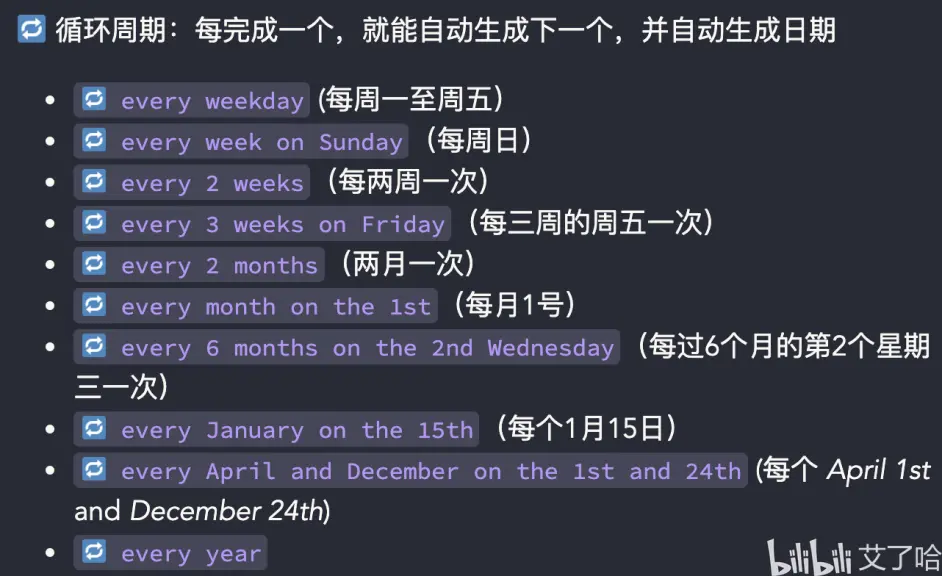 🔁 循环周期：每完成一个，就能自动生成下一个，并自动生成日期
• 🔁 every weekday (每周一至周五）
• 🔁 every week on Sunday （每周日）
• 🔁 every 2 weeks （每两周一次）
• 🔁 every 3 weeks on Friday （每三周的周五一次）
• 🔁 every 2 months （两月一次）
• 🔁 every month on the 1st （每月1号）
• 🔁 every 6 months on the 2nd Wednesday （每过6个月的第2个星期
三一次）
• 🔁 every January on the 15th （每个1月15日）
• 🔁 every April and December on the 1st and 24th (每个 April 1st
and December 24th)
• 🔁 every year
bilibili 艾了哈